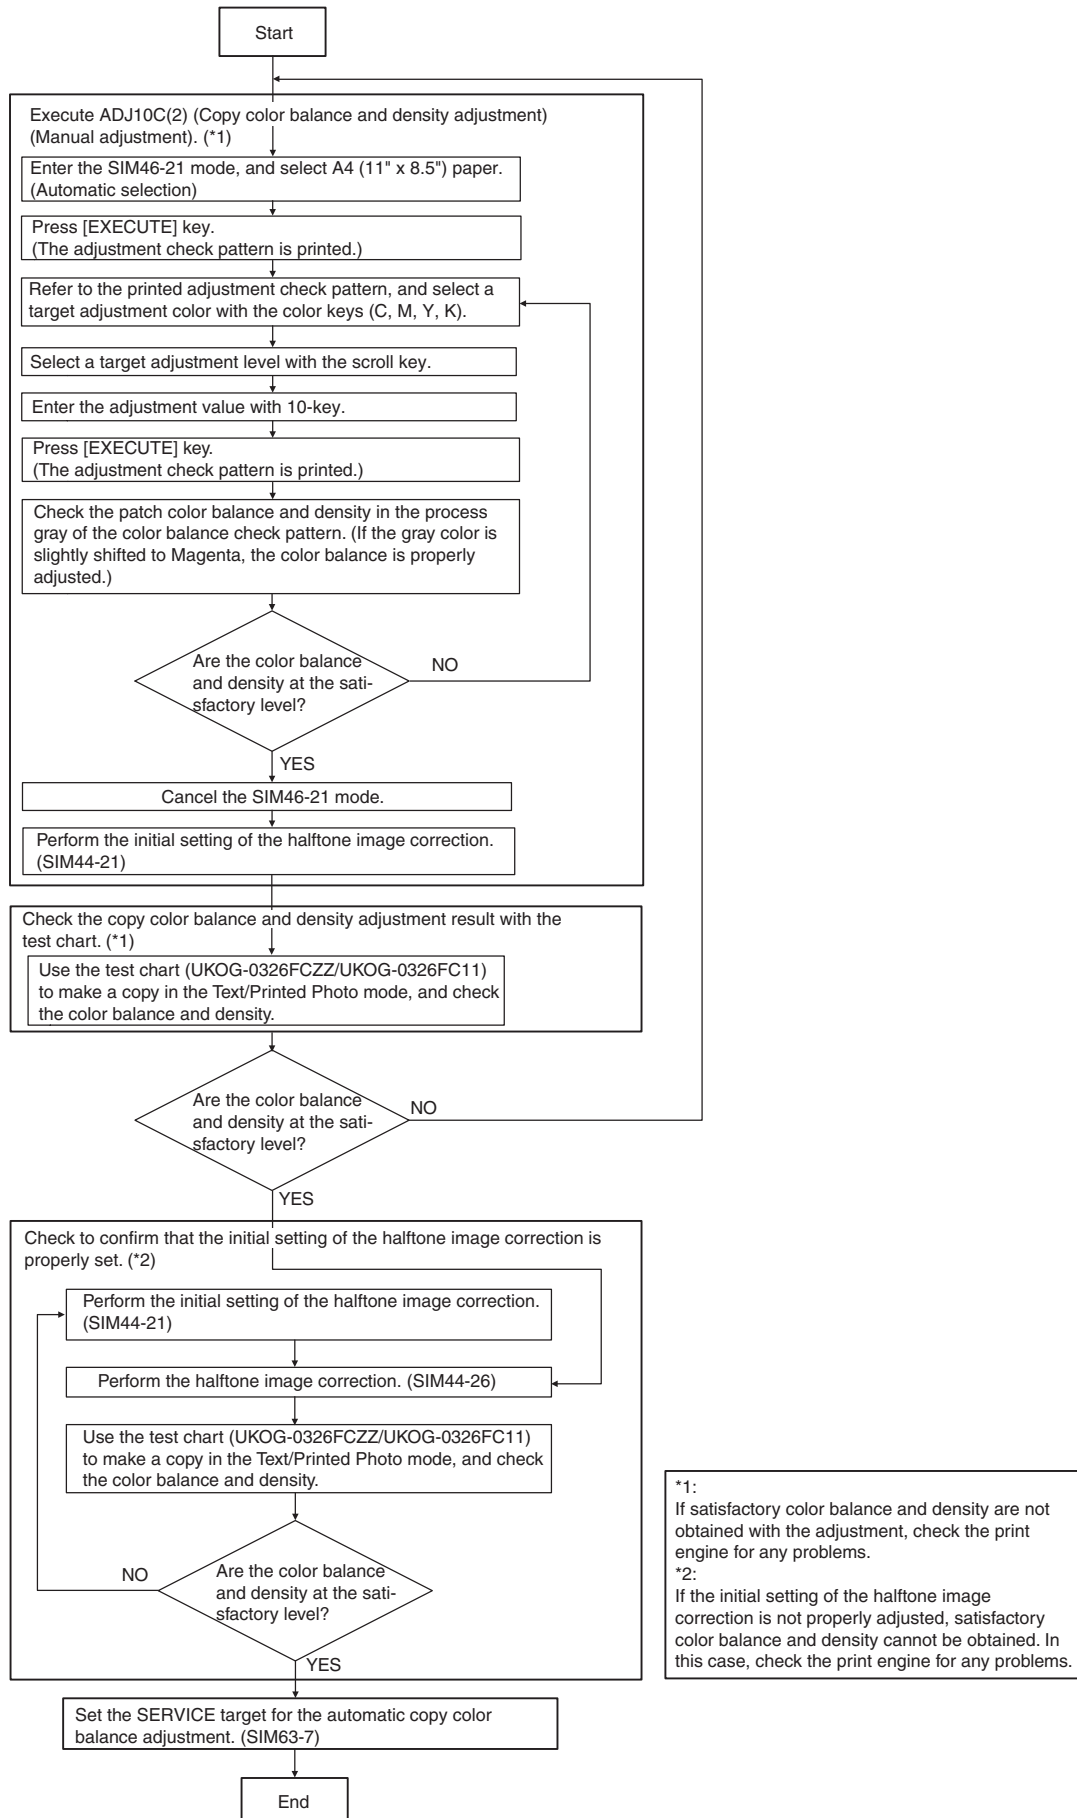 Start
Execute ADJ10C(2) (Copy color balance and density adjustment)
(Manual adjustment). (*1)
Enter the SIM46-21 mode, and select A4 (11" x 8.5") paper.
(Automatic selection)
Press [EXECUTE] key.
(The adjustment check pattern is printed.)
Refer to the printed adjustment check pattern, and select a
target adjustment color with the color keys (C, M, Y, K).
Select a target adjustment level with the scroll key.
Enter the adjustment value with 10-key.
Press [EXECUTE] key.
(The adjustment check pattern is printed.)
Check the patch color balance and density in the process
gray of the color balance check pattern. (If the gray color is
slightly shifted to Magenta, the color balance is properly
adjusted.)
Are the color balance
and density at the sati-
sfactory level?
NO
YES
Cancel the SIM46-21 mode.
Perform the initial setting of the halftone image correction.
(SIM44-21)
Check the copy color balance and density adjustment result with the
test chart. (*1)
Use the test chart (UKOG-0326FCZZ/UKOG-0326FC11)
to make a copy in the Text/Printed Photo mode, and check
the color balance and density.
Are the color balance
and density at the sati-
sfactory level?
NO
YES
Check to confirm that the initial setting of the halftone image correction is
properly set. (*2)
Perform the initial setting of the halftone image correction.
(SIM44-21)
Perform the halftone image correction. (SIM44-26)
Use the test chart (UKOG-0326FCZZ/UKOG-0326FC11)
to make a copy in the Text/Printed Photo mode, and check
the color balance and density.
Are the color balance
and density at the sati-
sfactory level?
NO
YES
Set the SERVICE target for the automatic copy color
balance adjustment. (SIM63-7)
End
*1:
If satisfactory color balance and density are not
obtained with the adjustment, check the print
engine for any problems.
*2:
If the initial setting of the halftone image
correction is not properly adjusted, satisfactory
color balance and density cannot be obtained. In
this case, check the print engine for any problems.